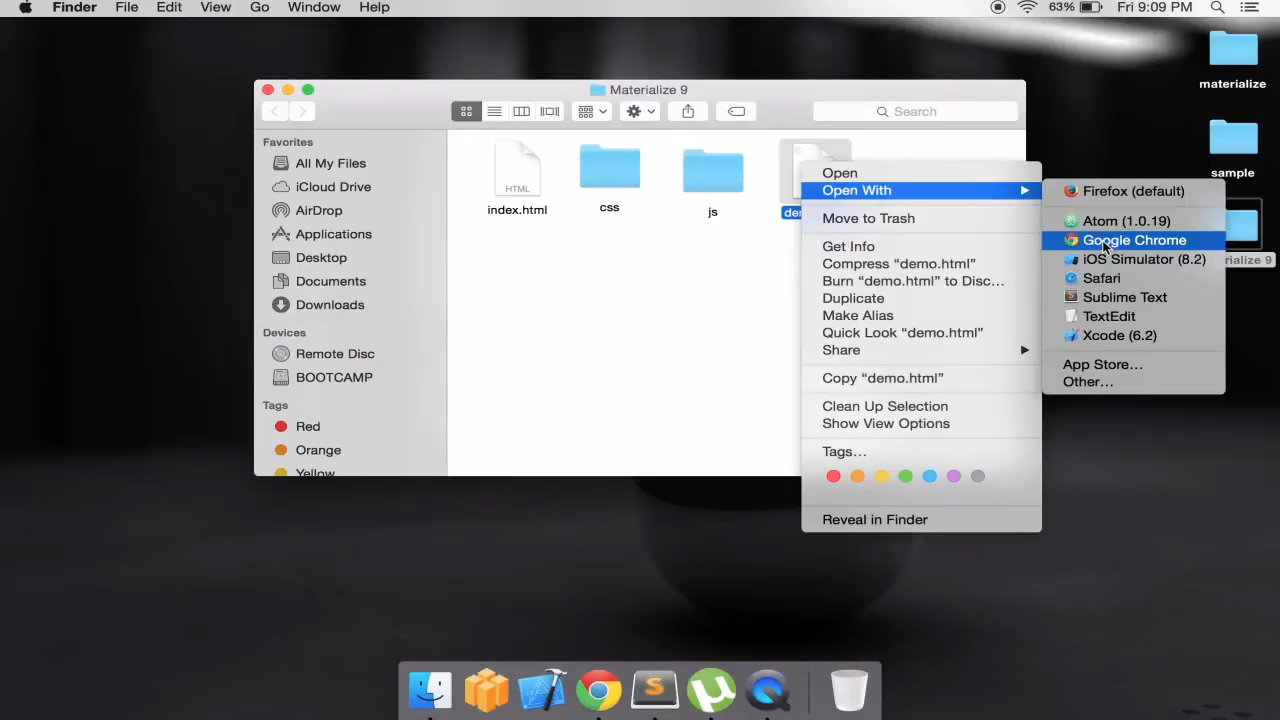 Finder File Edit View Go Window Help 63% Fri 9:09 PM
materialize
sample
rialize 9
Materialize 9
Search
Favorites
All My Files
iCloud Drive
AirDrop
Applications
Desktop
Documents
Downloads
Devices
Remote Disc
BOOTCAMP
Tags
Red
Orange
Yellow
HTML
index.html
css
js
Open
Open With
Move to Trash
Get Info
Compress “demo.html”
Burn “demo.html” to Disc…
Duplicate
Make Alias
Quick Look “demo.html”
Share
Copy “demo.html”
Clean Up Selection
Show View Options
Tags…
Reveal in Finder
Firefox (default)
Atom (1.0.19)
Google Chrome
iOS Simulator (8.2)
Safari
Sublime Text
TextEdit
Xcode (6.2)
App Store…
Other…